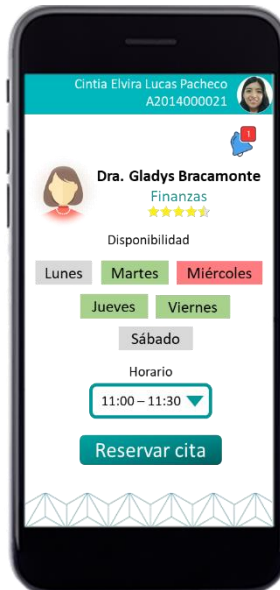 Cintia Elvira Lucas Pacheco
A2014000021
1
Dra. Gladys Bracamonte
Finanzas
Disponibilidad
Lunes Martes Miércoles
Jueves Viernes
Sábado
Horario
11:00 – 11:30
Reservar cita